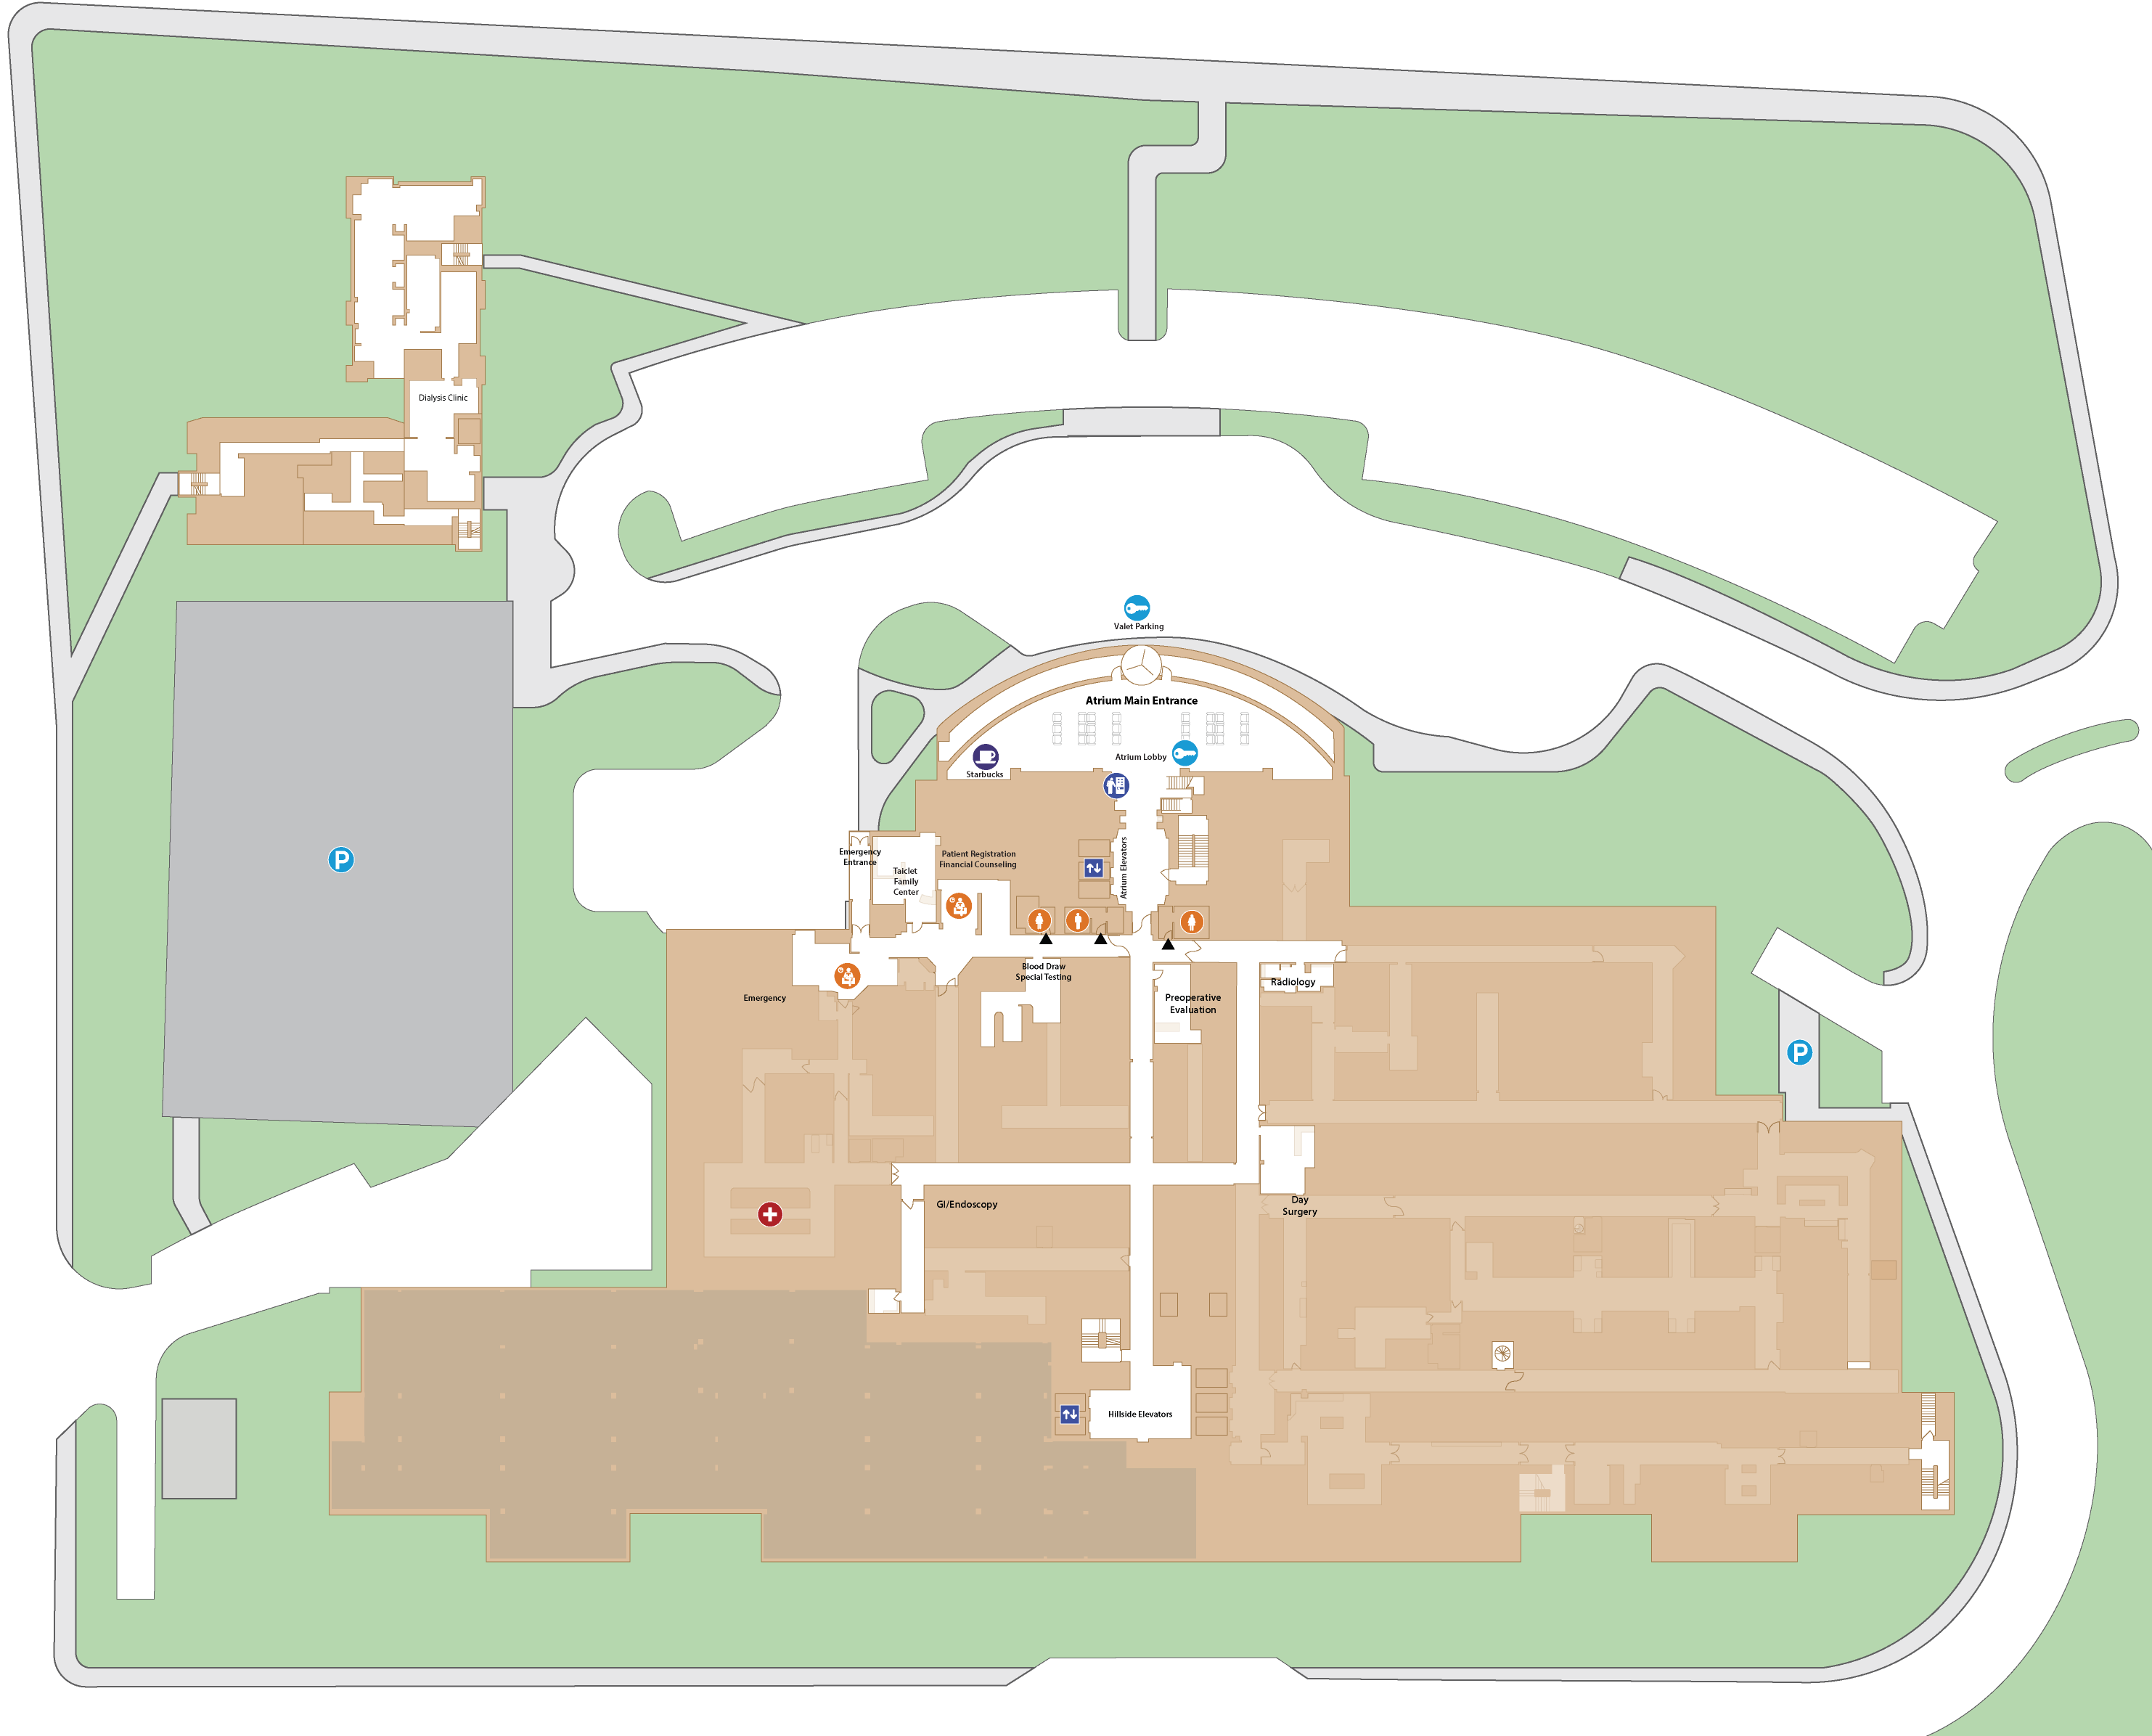 Dialysis Clinic
Valet Parking
Atrium Main Entrance
Atrium Lobby
Starbucks
Emergency
Entrance
Taiclet
Family
Center
Patient Registration
Financial Counseling
Atrium Elevators
P
Blood Draw
Special Testing
Emergency
Preoperative
Evaluation
Radiology
P
GI/Endoscopy
Day
Surgery
Hillside Elevators